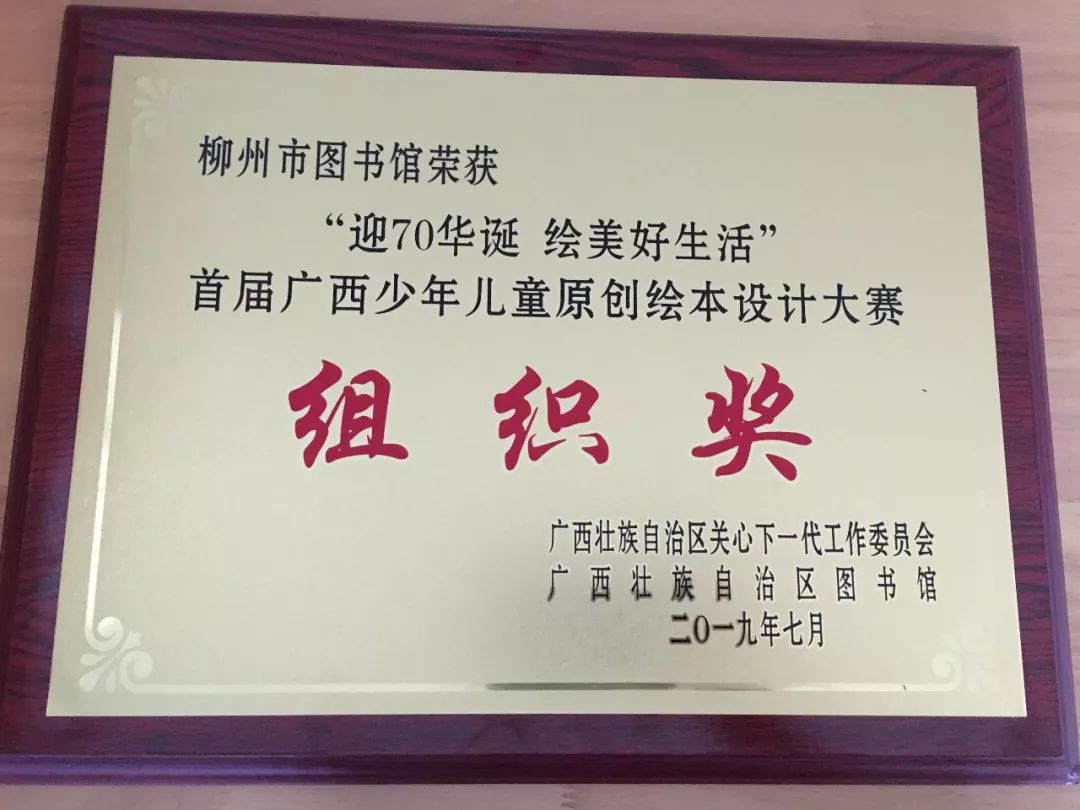 柳州市图书馆荣获
“迎70华诞 绘美好生活”
首届广西少年儿童原创绘本设计大赛
组织奖
广西壮族自治区关心下一代工作委员会
广西壮族自治区图书馆
二0一九年七月